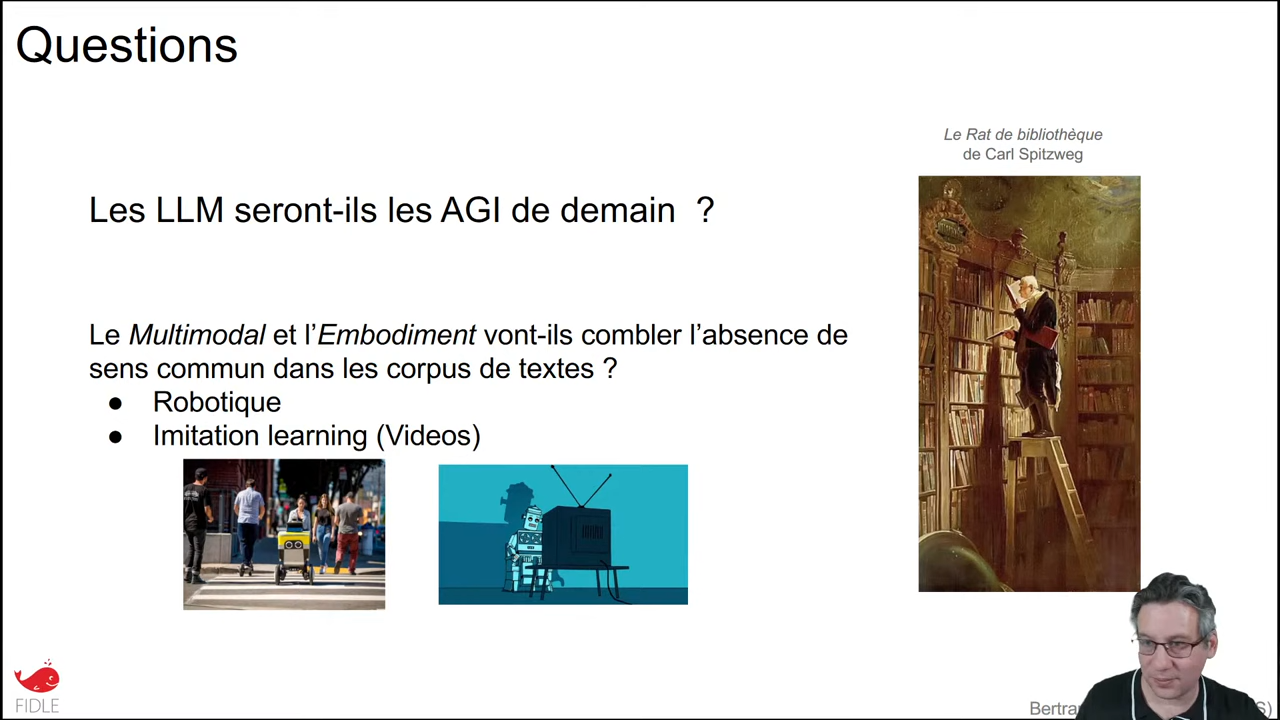 Questions
Le Rat de bibliothèque
de Carl Spitzweg
Les LLM seront-ils les AGI de demain ?
Le Multimodal et l’Embodiment vont-ils combler l’absence de
sens commun dans les corpus de textes ?
● Robotique
● Imitation learning (Videos)
FIDLE